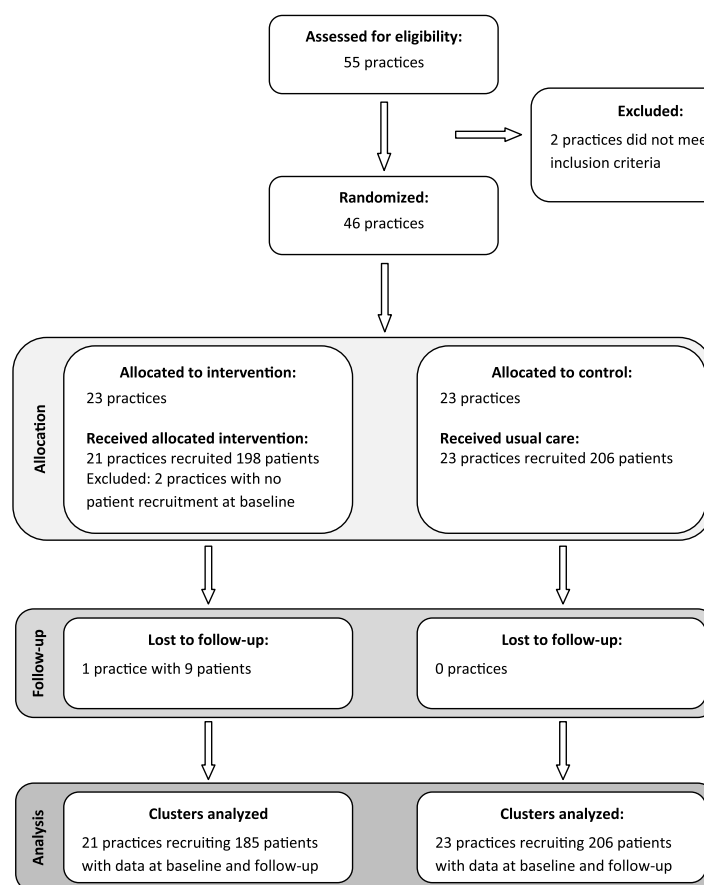 Assessed for eligibility:
55 practices
Excluded:
2 practices did not
inclusion criteria
Randomized:
46 practices
Allocation
Allocated to intervention:
23 practices
Received allocated intervention:
21 practices recruited 198 patients
Excluded: 2 practices with no
patient recruitment at baseline
Allocated to control:
23 practices
Received usual care:
23 practices recruited 206 patients
Follow-up
Lost to follow-up:
1 practice with 9 patients
Lost to follow-up:
0 practices
Analysis
Clusters analyzed
21 practices recruiting 185 patients
with data at baseline and follow-up
Clusters analyzed:
23 practices recruiting 206 patients
with data at baseline and follow-up